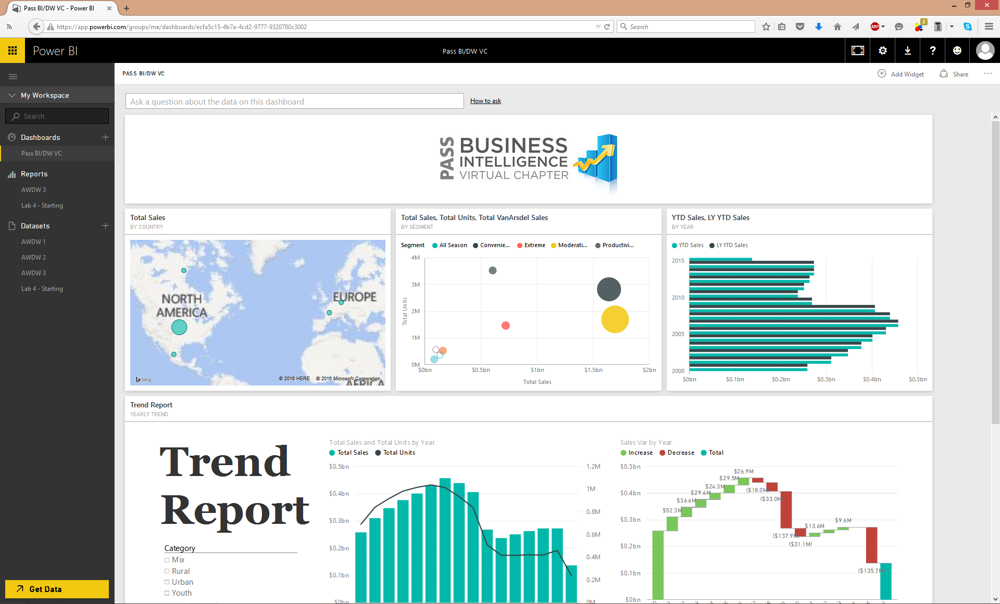 Pass BI/DW VC - Power BI
https://app.powerbi.com/groups/me/dashboards/ecfa5c15-4b7a-4cd2-9777-9320780c3002
Search
ABP
2
Power BI
Pass BI/DW VC
?
PASS BI/DW VC
Add Widget
Share
My Workspace
Search
Dashboards
Pass BI/DW VC
Reports
AWDW 3
Lab 4 - Starting
Datasets
AWDW 1
AWDW 2
AWDW 3
Lab 4 - Starting
Get Data
Ask a question about the data on this dashboard
How to ask
PASS
BUSINESS
INTELLIGENCE
VIRTUAL CHAPTER
Total Sales
BY COUNTRY
NORTH
AMERICA
EUROPE
AFRICA
bing
© 2016 HERE © 2016 Microsoft Corporation
Total Sales, Total Units, Total VanArsdel Sales
BY SEGMENT
Segment All Season Convenie... Extreme Moderati... Productivi...
4M
3M
2M
1M
0M
Total Units
$0bn $0.5bn $1bn $1.5bn $2bn
Total Sales
YTD Sales, LY YTD Sales
BY YEAR
YTD Sales LY YTD Sales
2015
2010
2005
2000
$0bn $0.1bn $0.2bn $0.3bn $0.4bn $0.5bn
Trend Report
YEARLY TREND
Trend
Report
Category
Mix
Rural
Urban
Youth
Total Sales and Total Units by Year
Total Sales Total Units
$0.5bn
$0.4bn
$0.3bn
$0.2bn
$0.1bn
$0bn
1.2M
1M
0.8M
0.6M
0.4M
0.2M
0M
Sales Var by Year
Increase Decrease Total
$0.5bn
$0.4bn
$0.3bn
$0.2bn
$0.1bn
$0bn
$52.3M
$36.6M
$29.4M
$24.3M
$29.5M
$26.9M
($18.0M)
($33.0M)
($137.9M)
($31.1M)
$13.6M
$9.6M
($135.7M)